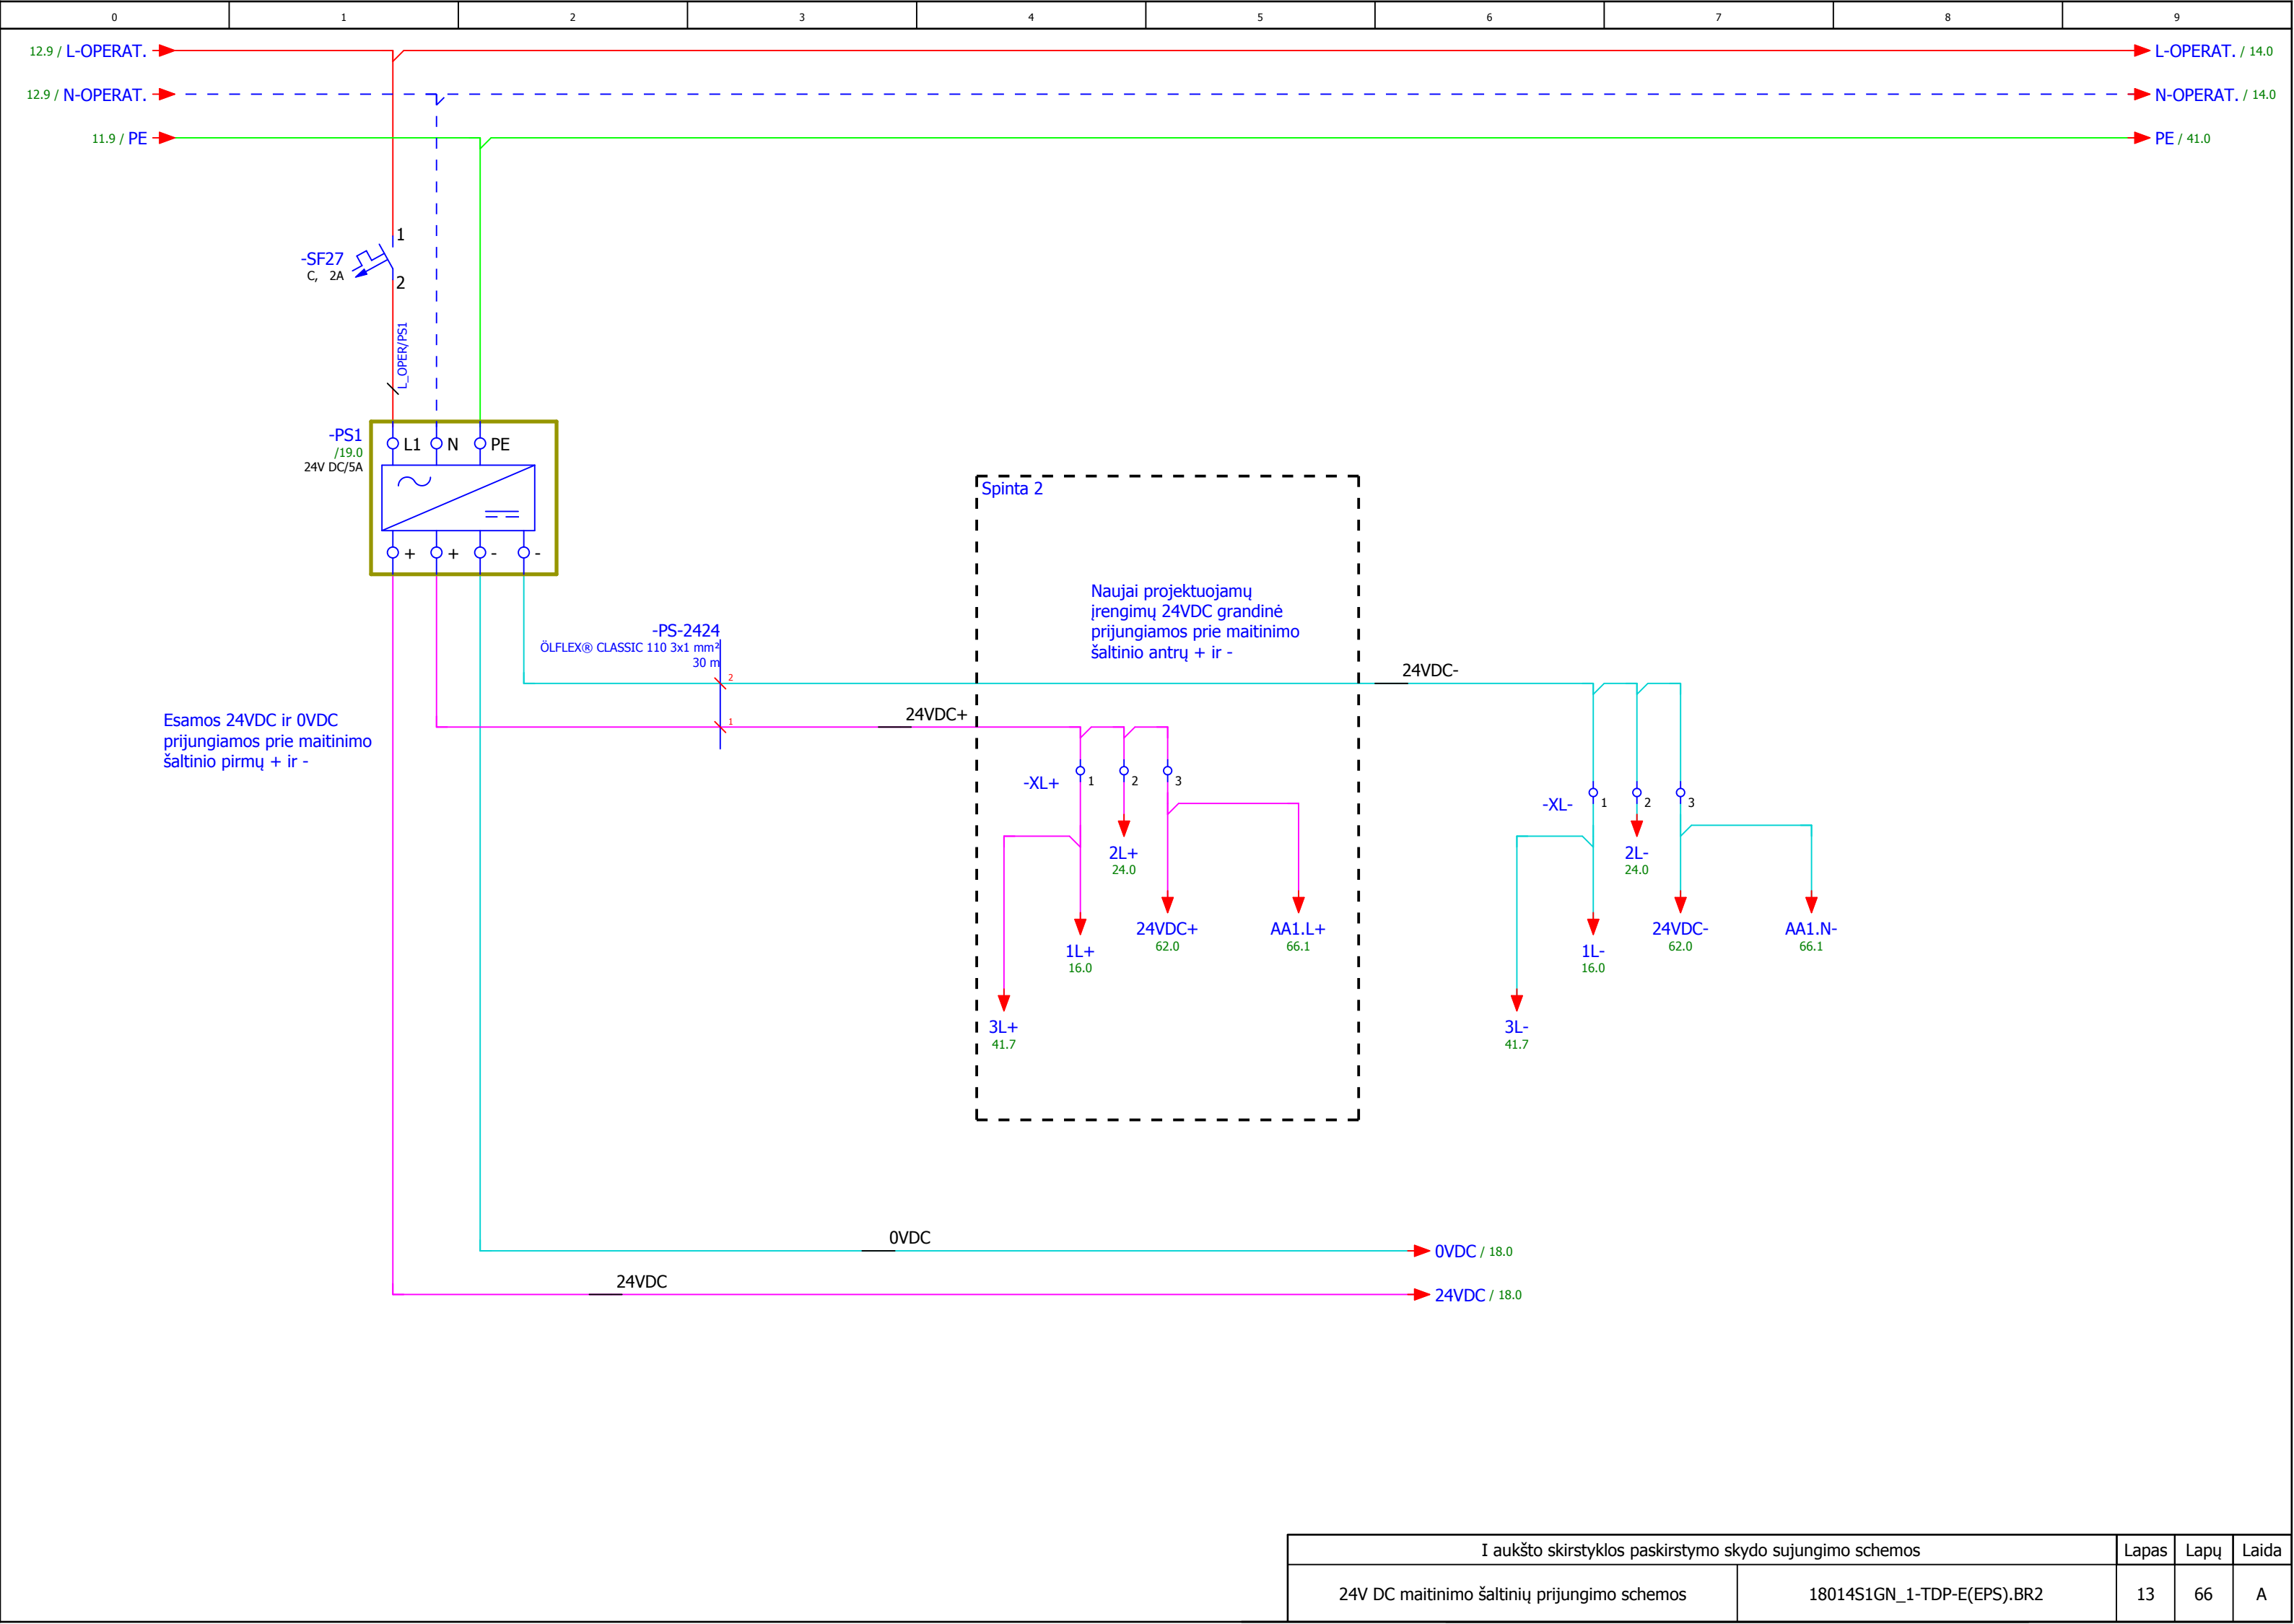 0 1 2 3 4 5 6 7 8 9
12.9 / L-OPERAT.
L-OPERAT. / 14.0
12.9 / N-OPERAT.
N-OPERAT. / 14.0
11.9 / PE
PE / 41.0
1
-SF27
C, 2A
2
L_OPER/PS1
-PS1
/19.0
24V DC/5A
L1 N PE
+ + - -
Spinta 2
Naujai projektuojamų
įrengimų 24VDC grandinė
prijungiamos prie maitinimo
šaltinio antrų + ir -
-PS-2424
ÖLFLEX® CLASSIC 110 3x1 mm²
30 m
2
1
24VDC-
24VDC+
Esamos 24VDC ir 0VDC
prijungiamos prie maitinimo
šaltinio pirmų + ir -
-XL+ 1 2 3
-XL- 1 2 3
2L+
24.0
2L-
24.0
24VDC+
62.0
AA1.L+
66.1
24VDC-
62.0
AA1.N-
66.1
1L+
16.0
1L-
16.0
3L+
41.7
3L-
41.7
0VDC
0VDC / 18.0
24VDC
24VDC / 18.0
I aukšto skirstyklos paskirstymo skydo sujungimo schemos
Lapas Lapų Laida
24V DC maitinimo šaltinių prijungimo schemos
18014S1GN_1-TDP-E(EPS).BR2
13 66 A